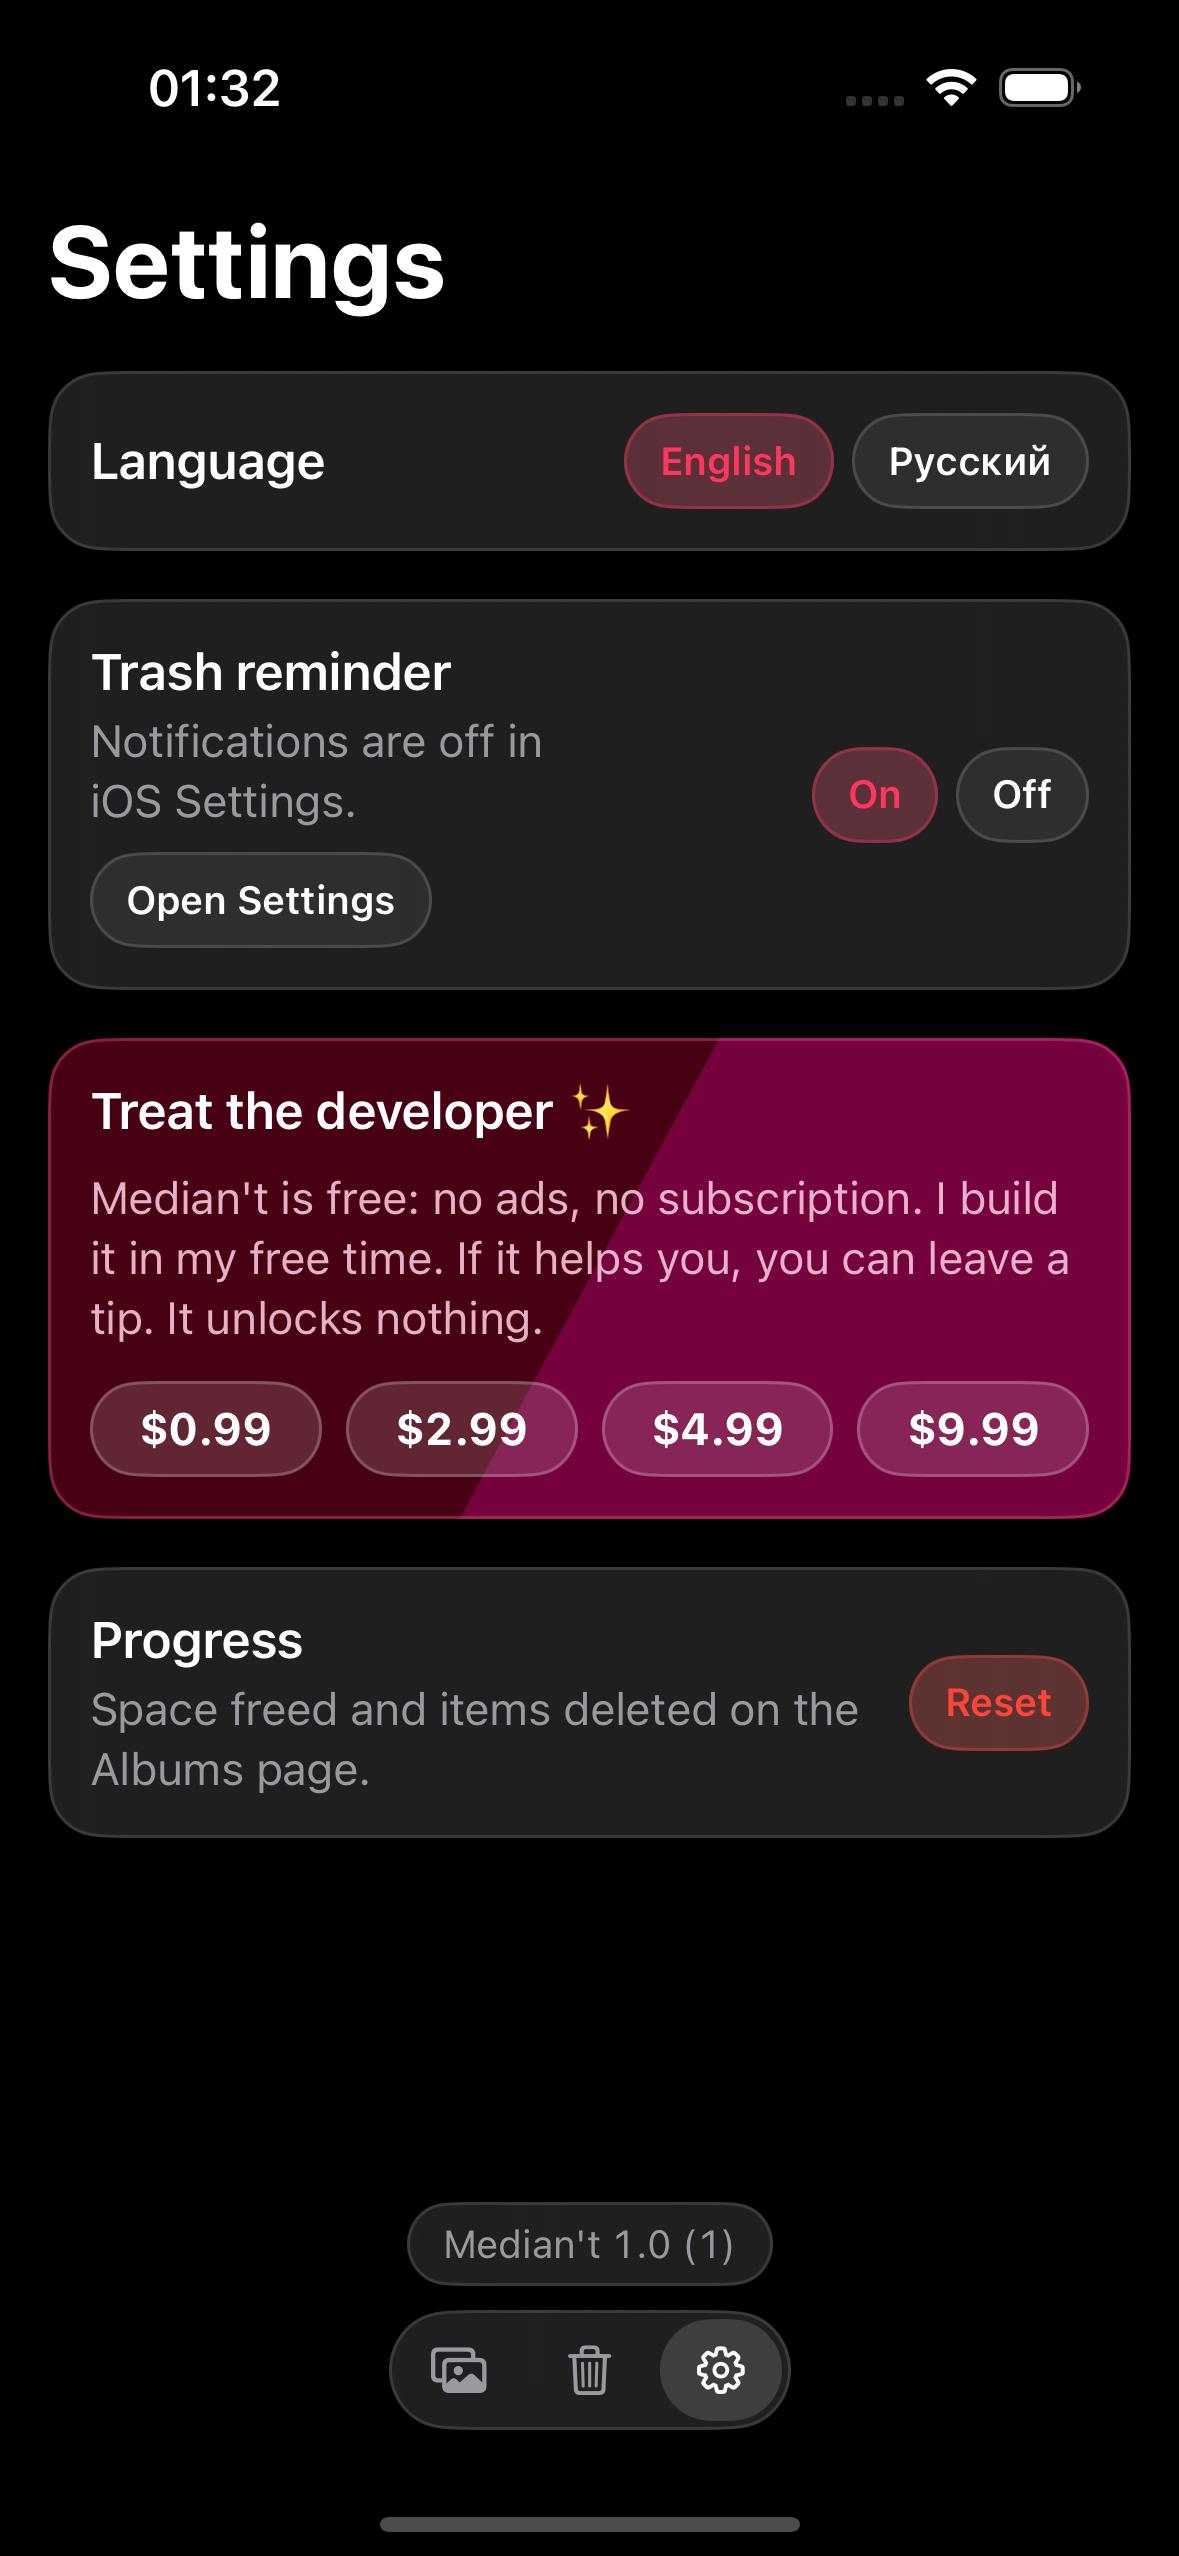 01:32
Settings
Language
English
Русский
Trash reminder
Notifications are off in
iOS Settings.
On
Off
Open Settings
Treat the developer ✨
Median't is free: no ads, no subscription. I build
it in my free time. If it helps you, you can leave a
tip. It unlocks nothing.
$0.99
$2.99
$4.99
$9.99
Progress
Space freed and items deleted on the
Albums page.
Reset
Median't 1.0 (1)